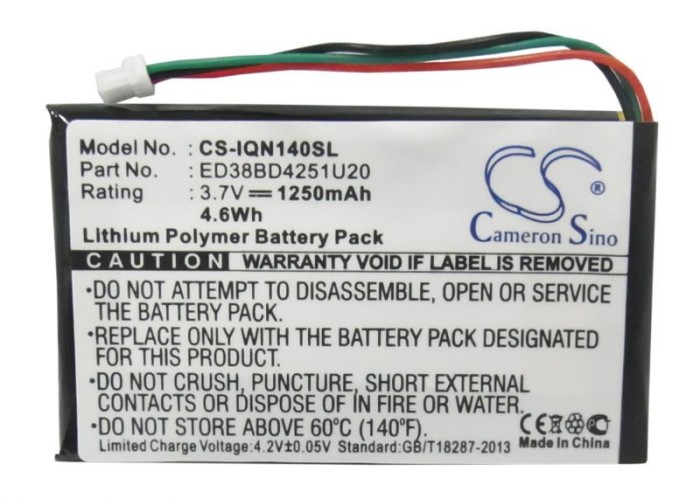 Model No. : CS-IQN140SL
Part No. : ED38BD4251U20
Rating : 3.7V 1250mAh
4.6Wh
Lithium Polymer Battery Pack
CS®
Cameron Sino
CAUTION WARRANTY VOID IF LABEL IS REMOVED
•DO NOT ATTEMPT TO DISASSEMBLE, OPEN OR SERVICE
THE BATTERY PACK.
•REPLACE ONLY WITH THE BATTERY PACK DESIGNATED
FOR THIS PRODUCT.
•DO NOT CRUSH, PUNCTURE, SHORT EXTERNAL
CONTACTS OR DISPOSE OF IN FIRE OR WATER.
•DO NOT STORE ABOVE 60°C (140°F).
Limited Charge Voltage:4.2V±0.05V Standard:GB/T18287-2013
CE
Made In China